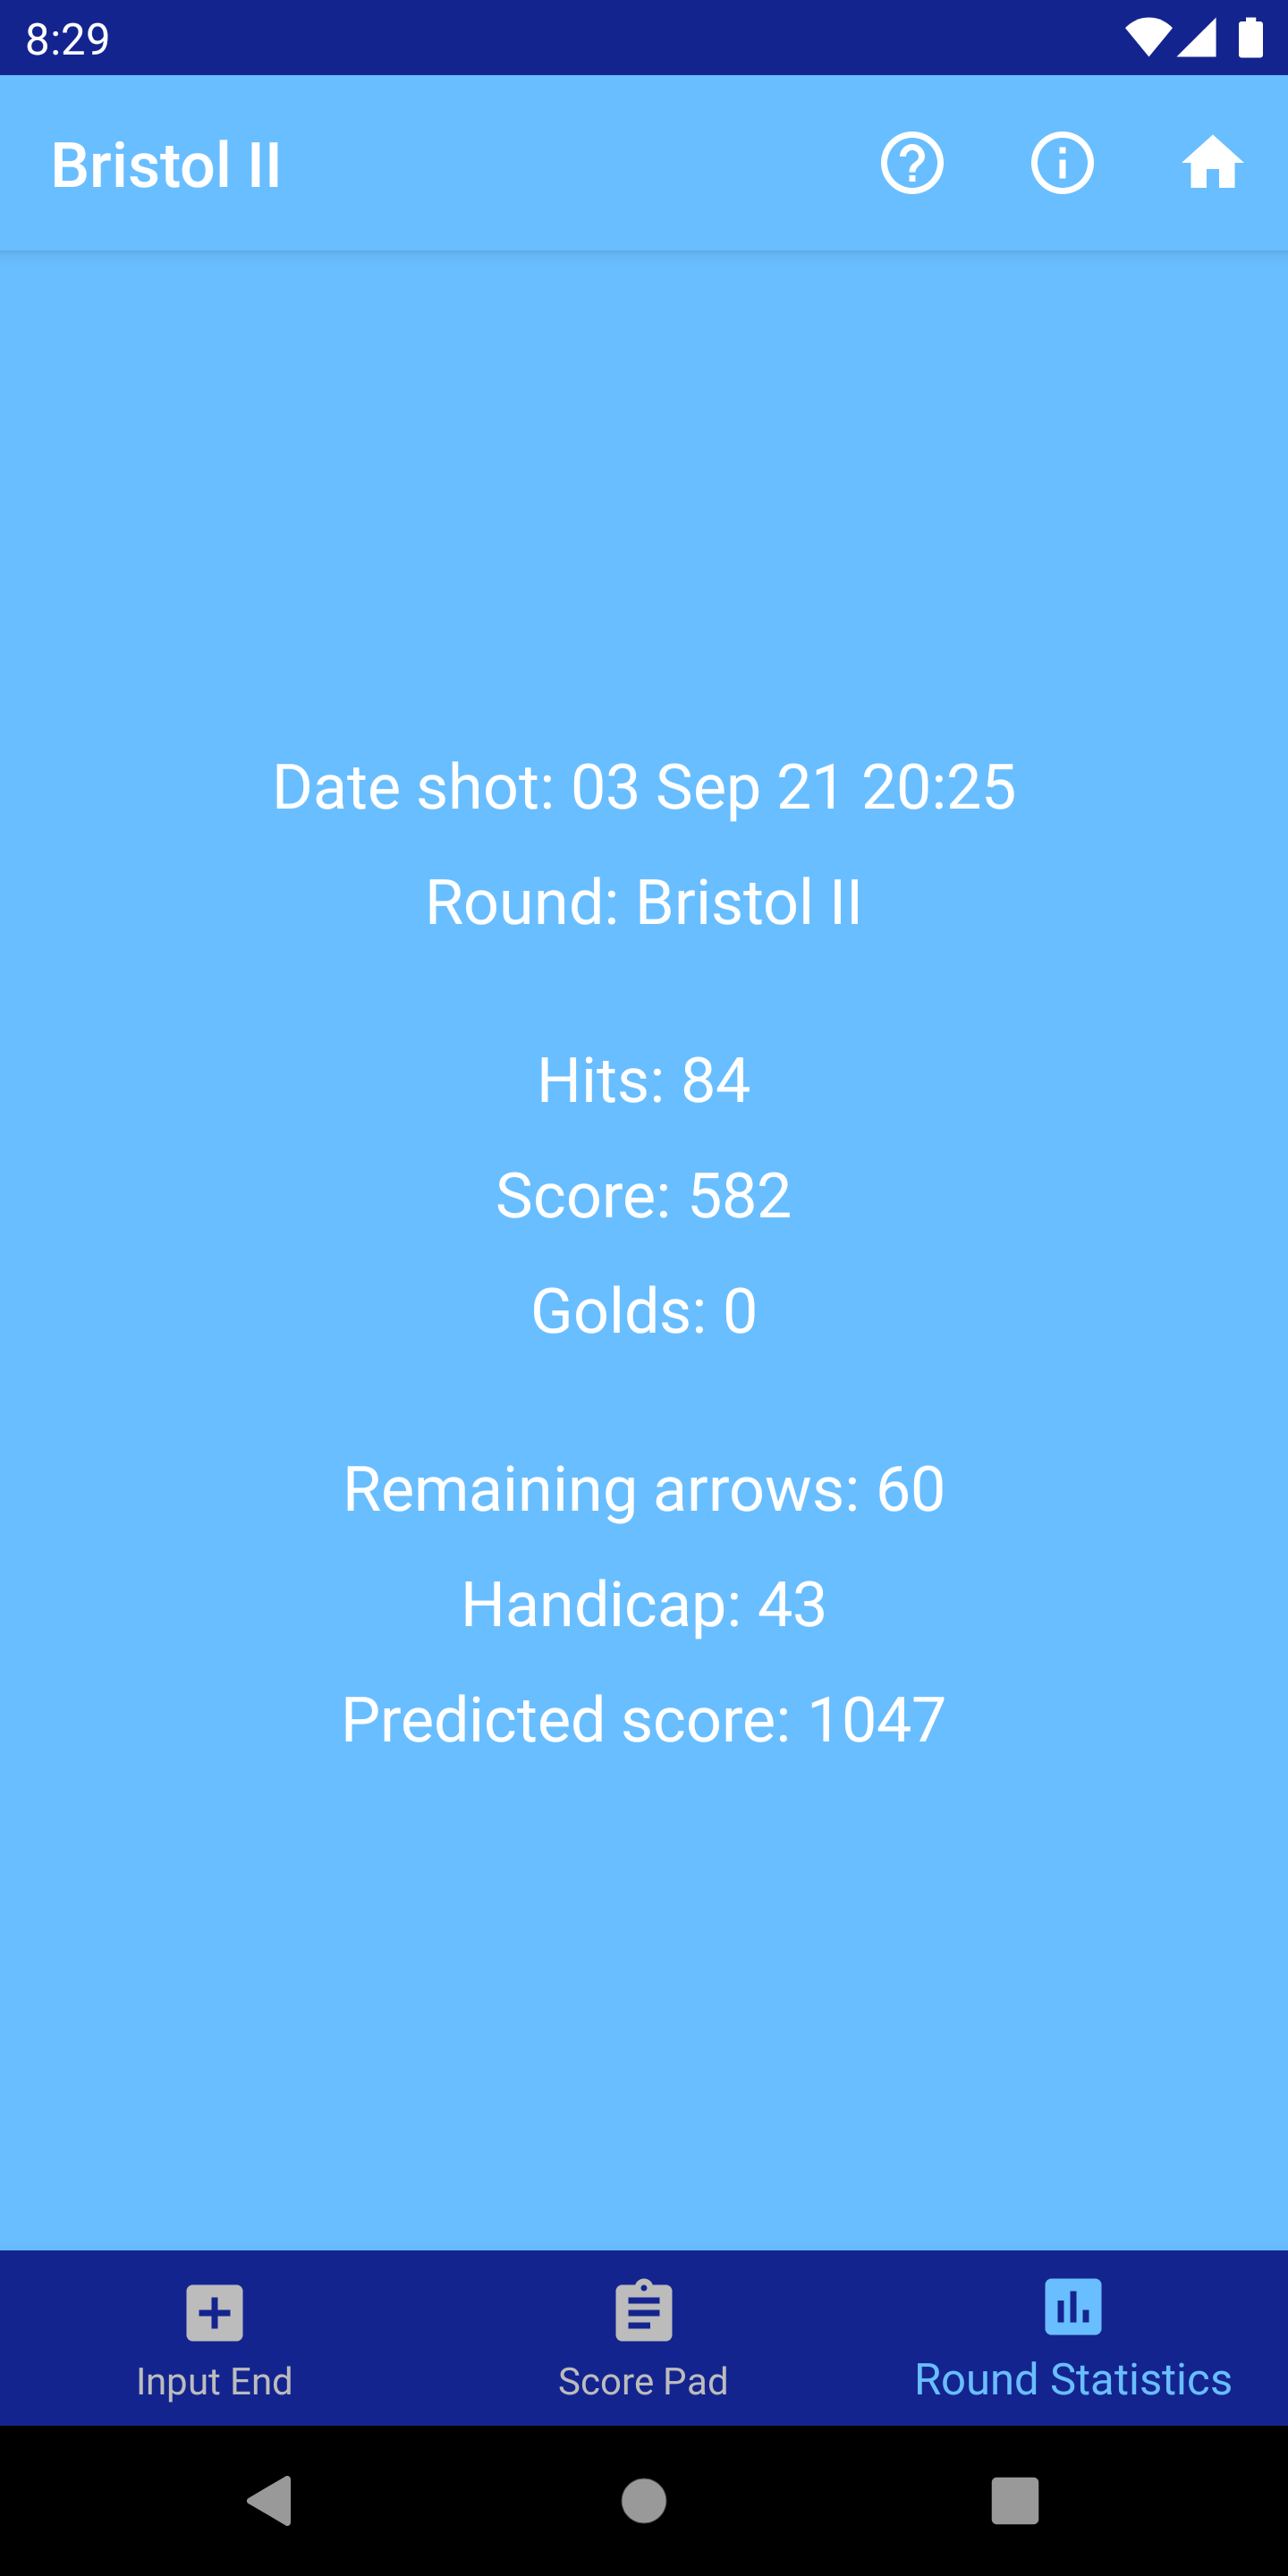 8:29
Bristol II
Date shot: 03 Sep 21 20:25
Round: Bristol II
Hits: 84
Score: 582
Golds: 0
Remaining arrows: 60
Handicap: 43
Predicted score: 1047
Input End
Score Pad
Round Statistics